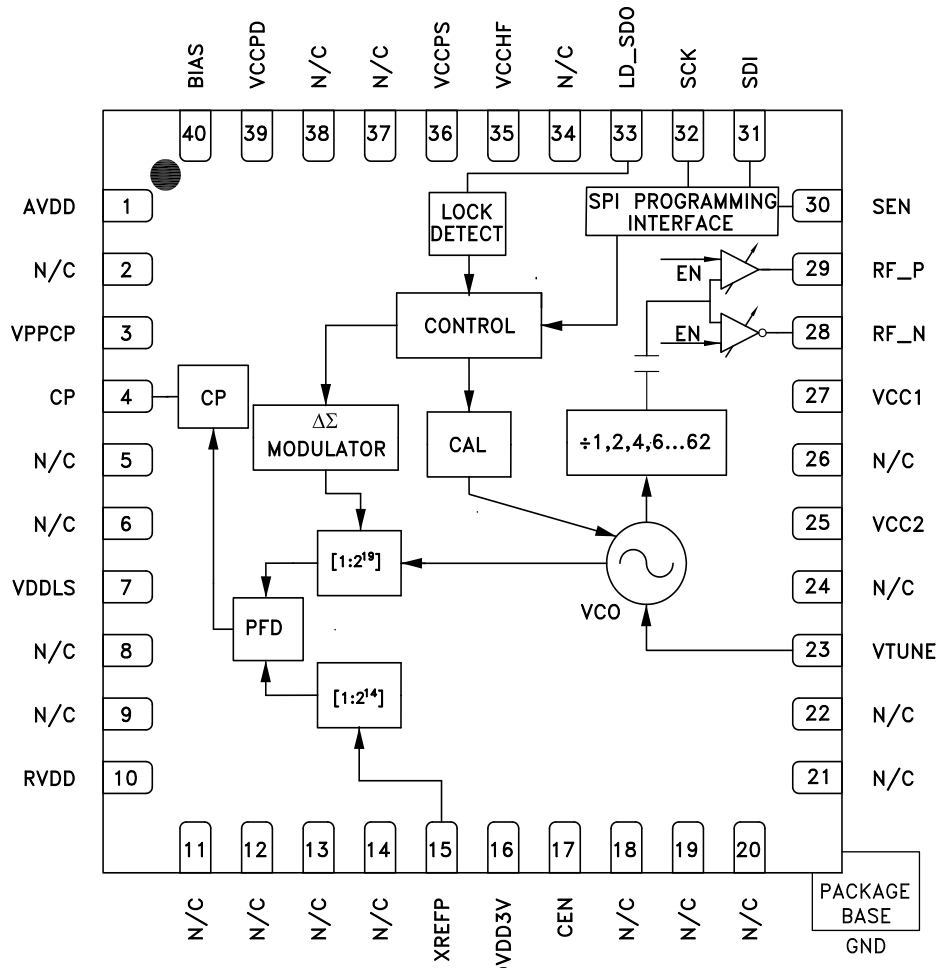 BIAS
VCCPD
N/C
N/C
VCCPS
VCCHF
N/C
LD_SDO
SCK
SDI
40
39
38
37
36
35
34
33
32
31
AVDD 1
N/C 2
VPPCP 3
CP 4
N/C 5
N/C 6
VDDLS 7
N/C 8
N/C 9
RVDD 10
LOCK
DETECT
SPI PROGRAMMING
INTERFACE
CONTROL
EN
EN
CP
ΔΣ
MODULATOR
CAL
÷1,2,4,6...62
[1:2¹⁹]
VCO
PFD
[1:2¹⁴]
30 SEN
29 RF_P
28 RF_N
27 VCC1
26 N/C
25 VCC2
24 N/C
23 VTUNE
22 N/C
21 N/C
11
12
13
14
15
16
17
18
19
20
N/C
N/C
N/C
N/C
XREFP
DVDD3V
CEN
N/C
N/C
N/C
PACKAGE
BASE
GND